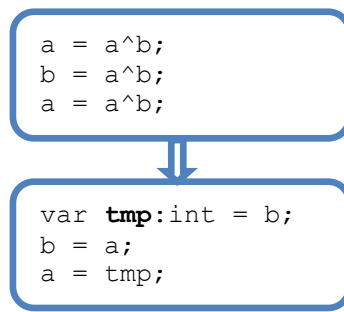 a = a^b;
b = a^b;
a = a^b;
var tmp:int = b;
b = a;
a = tmp;